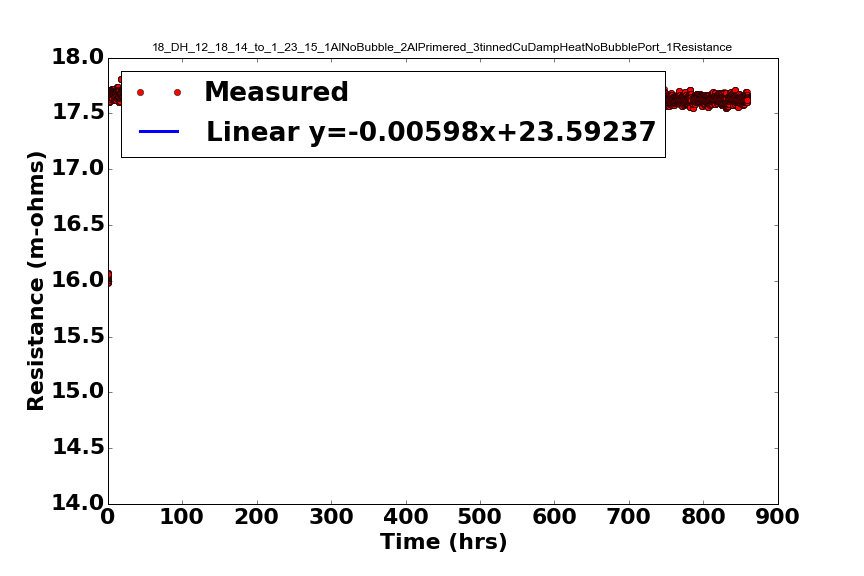 18_DH_12_18_14_to_1_23_15_1AlNoBubble_2AlPrimered_3tinnedCuDampHeatNoBubblePort_1Resistance
18.0
17.5
17.0
16.5
16.0
15.5
15.0
14.5
14.0
Resistance (m-ohms)
Measured
Linear y=-0.00598x+23.59237
0 100 200 300 400 500 600 700 800 900
Time (hrs)